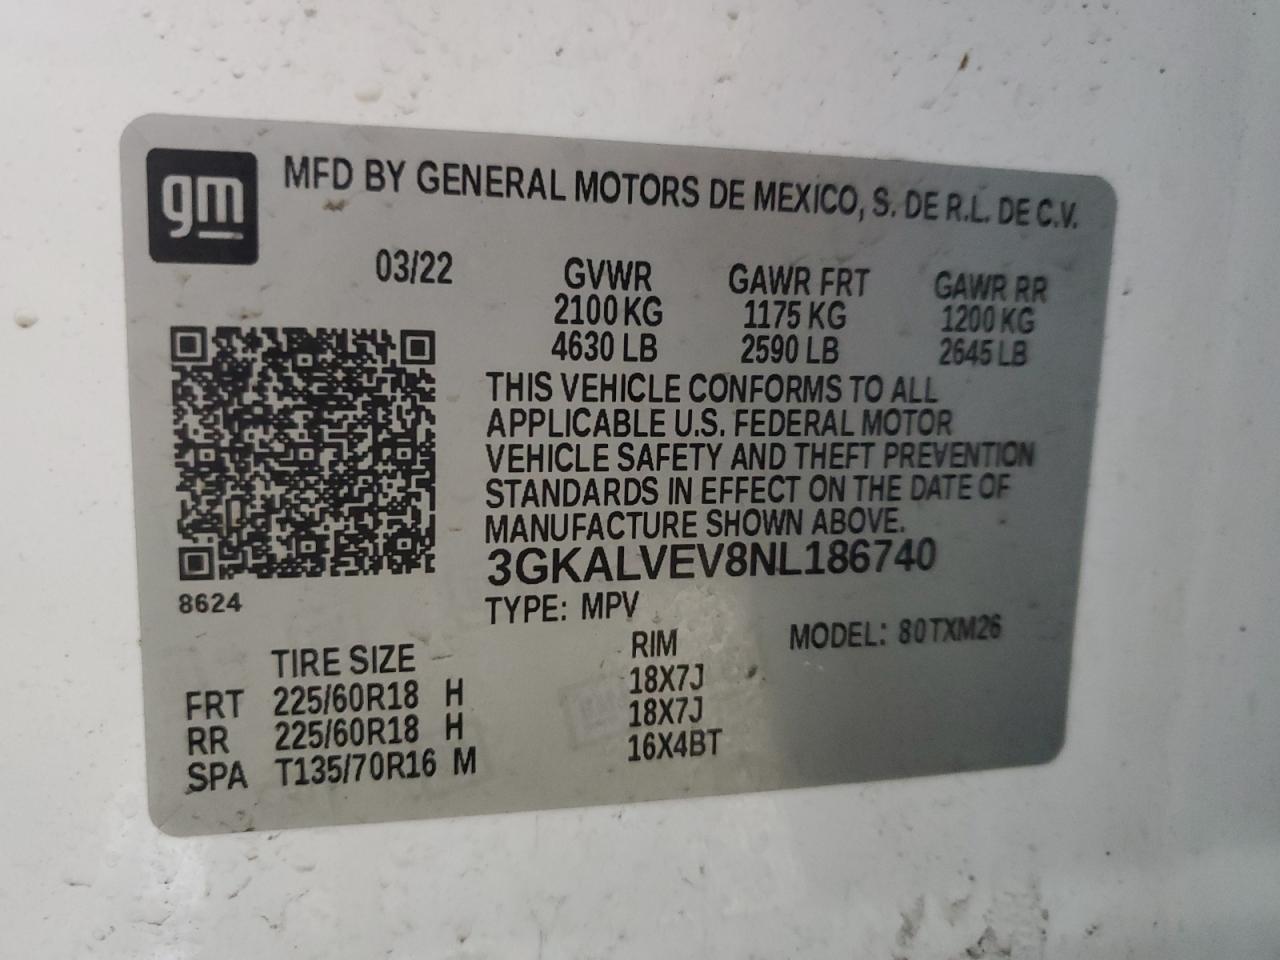 gm
MFD BY GENERAL MOTORS DE MEXICO, S. DE R.L. DE C.V.
03/22 GVWR GAWR FRT GAWR RR
2100 KG 1175 KG 1200 KG
4630 LB 2590 LB 2645 LB
THIS VEHICLE CONFORMS TO ALL
APPLICABLE U.S. FEDERAL MOTOR
VEHICLE SAFETY AND THEFT PREVENTION
STANDARDS IN EFFECT ON THE DATE OF
MANUFACTURE SHOWN ABOVE.
3GKALVEV8NL186740
8624
TYPE: MPV MODEL: 80TXM26
TIRE SIZE RIM
FRT 225/60R18 H 18X7J
RR 225/60R18 H 18X7J
SPA T135/70R16 M 16X4BT